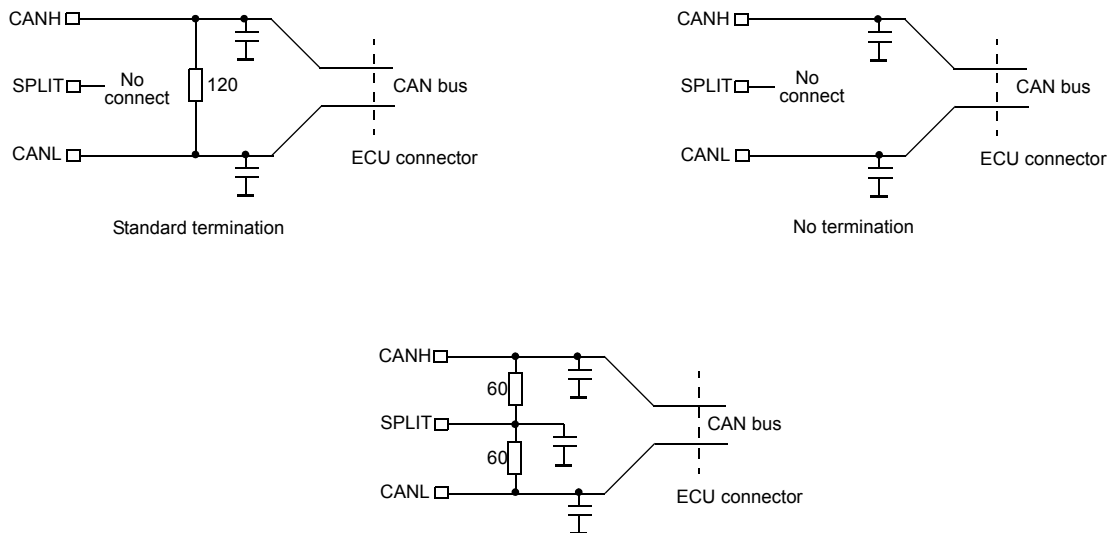 CANH
SPLIT
No
connect
120
CANL
CAN bus
ECU connector
Standard termination
CANH
SPLIT
No
connect
CANL
CAN bus
ECU connector
No termination
CANH
60
SPLIT
60
CANL
CAN bus
ECU connector